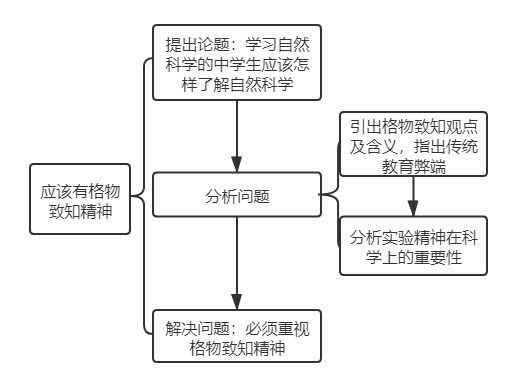 提出论题：学习自然
科学的中学生应该怎
样了解自然科学
引出格物致知观点
及含义，指出传统
教育弊端
应该有格物
致知精神
分析问题
分析实验精神在科
学上的重要性
解决问题：必须重视
格物致知精神